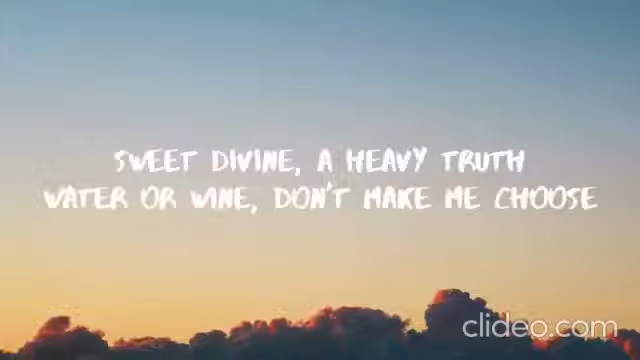 SWEET DIVINE, A HEAVY TRUTH
WATER OR WINE, DON'T MAKE ME CHOOSE
clideo.com